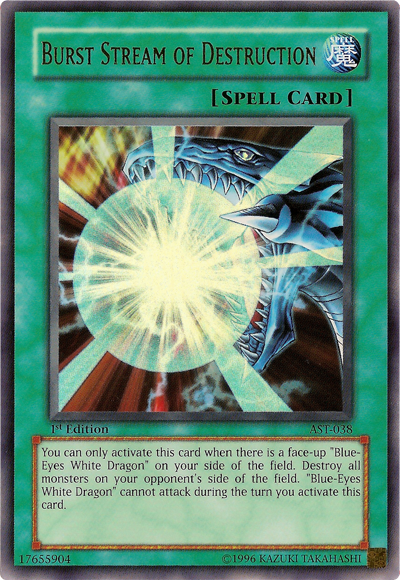 BURST STREAM OF DESTRUCTION
SPELL
魔
[SPELL CARD]
1st Edition
AST-038
You can only activate this card when there is a face-up "Blue-
Eyes White Dragon" on your side of the field. Destroy all
monsters on your opponent's side of the field. "Blue-Eyes
White Dragon" cannot attack during the turn you activate this
card.
17655904
©1996 KAZUKI TAKAHASHI